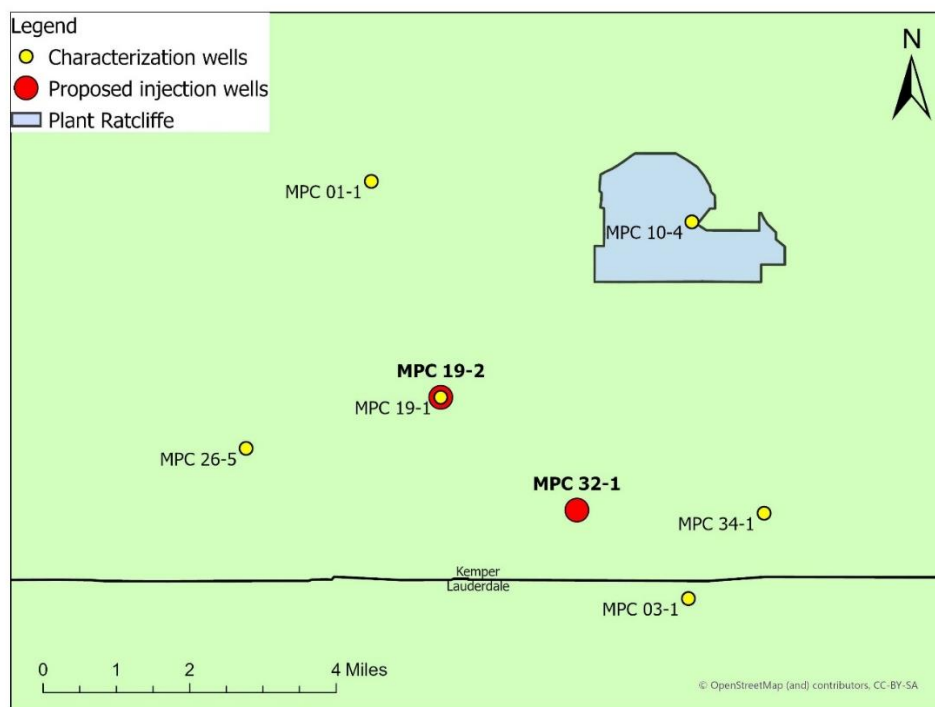 Legend
Characterization wells
Proposed injection wells
Plant Ratcliffe
N
MPC 01-1
MPC 10-4
MPC 19-2
MPC 19-1
MPC 26-5
MPC 32-1
MPC 34-1
Kemper
Lauderdale
MPC 03-1
0 1 2 4 Miles
© OpenStreetMap (and) contributors, CC-BY-SA